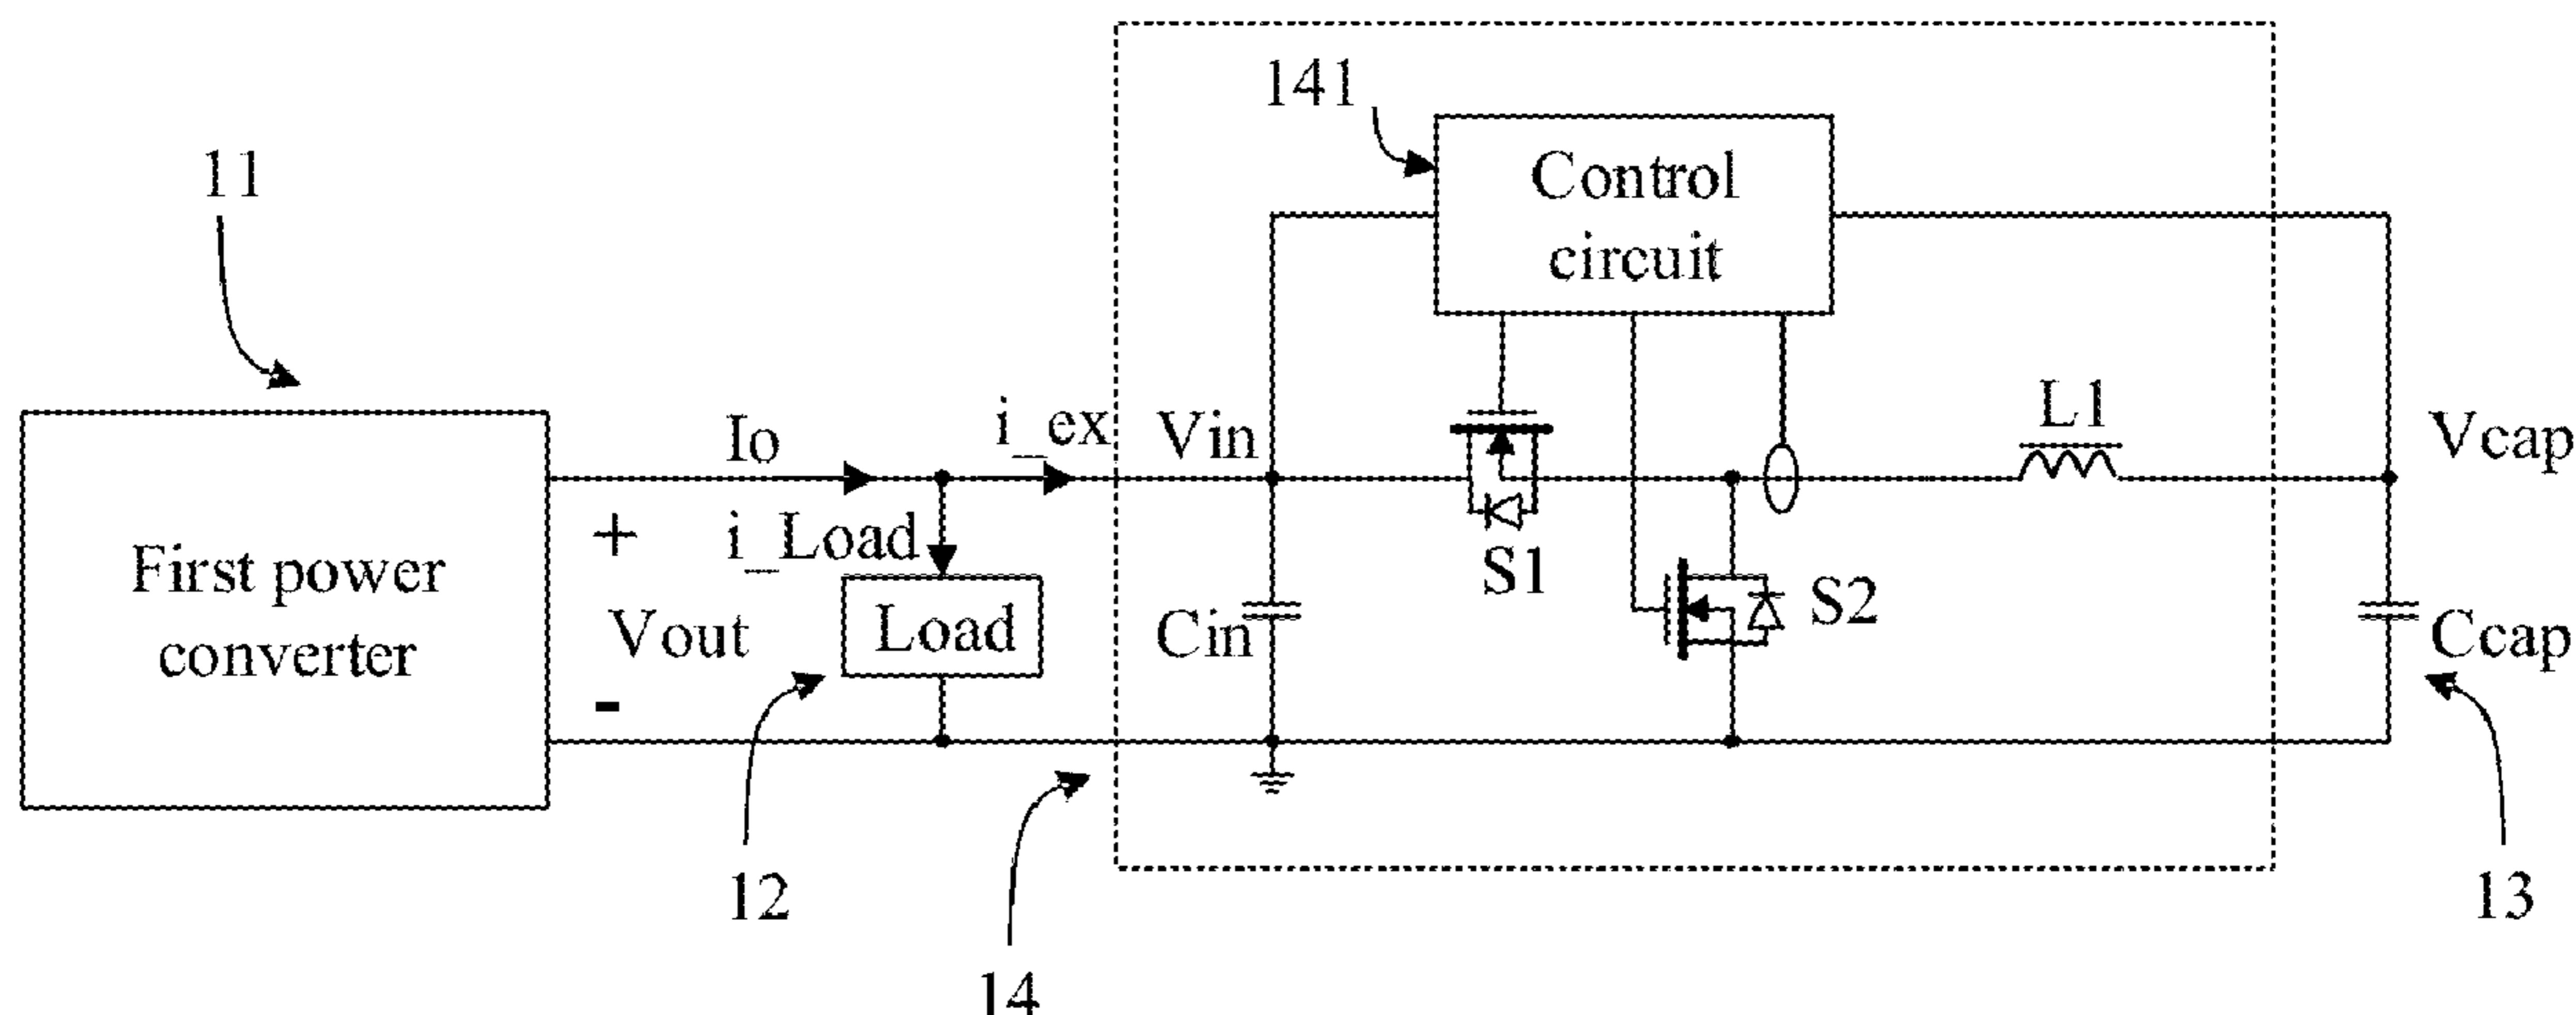 141
Control
circuit
11
L1
Io
i_ex
Vin
Vcap
+
i_Load
S1
First power
converter
Vout
Load
Cin
S2
Ccap
-
12
13
14